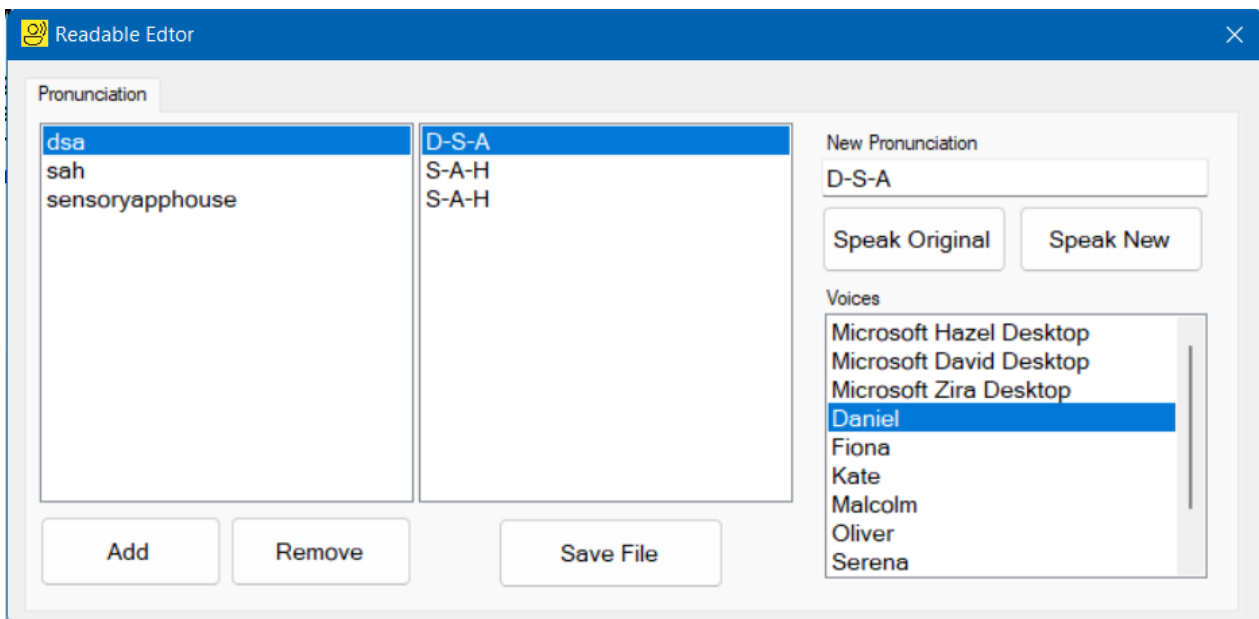 Readable Edtor
Pronunciation
dsa
sah
sensoryapphouse
D-S-A
S-A-H
S-A-H
New Pronunciation
D-S-A
Speak Original
Speak New
Voices
Microsoft Hazel Desktop
Microsoft David Desktop
Microsoft Zira Desktop
Daniel
Fiona
Kate
Malcolm
Oliver
Serena
Add
Remove
Save File